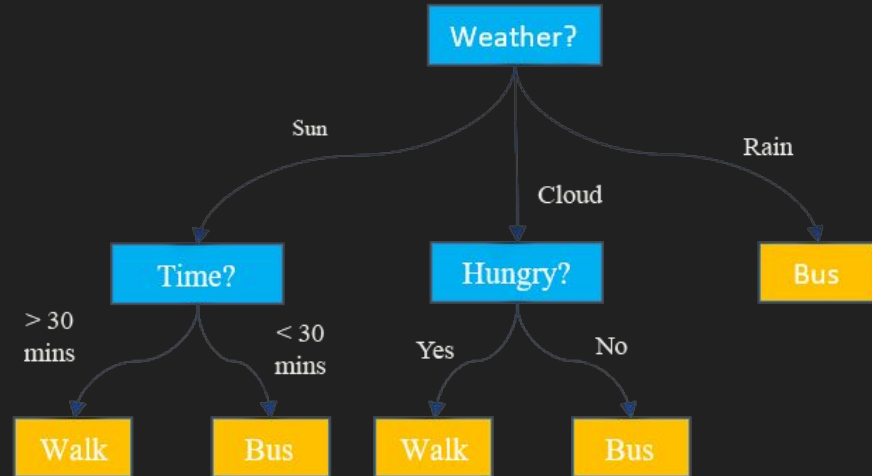 Weather?
Sun
Rain
Cloud
Time?
Hungry?
Bus
> 30
mins
< 30
mins
Yes
No
Walk
Bus
Walk
Bus